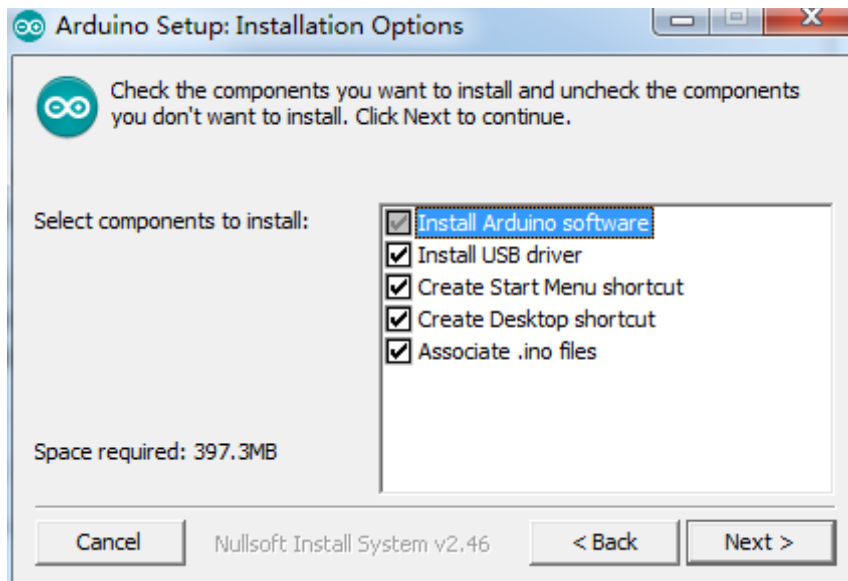 Arduino Setup: Installation Options
Check the components you want to install and uncheck the components
you don't want to install. Click Next to continue.
Select components to install:
Install Arduino software
Install USB driver
Create Start Menu shortcut
Create Desktop shortcut
Associate .ino files
Space required: 397.3MB
Cancel
Nullsoft Install System v2.46
< Back
Next >